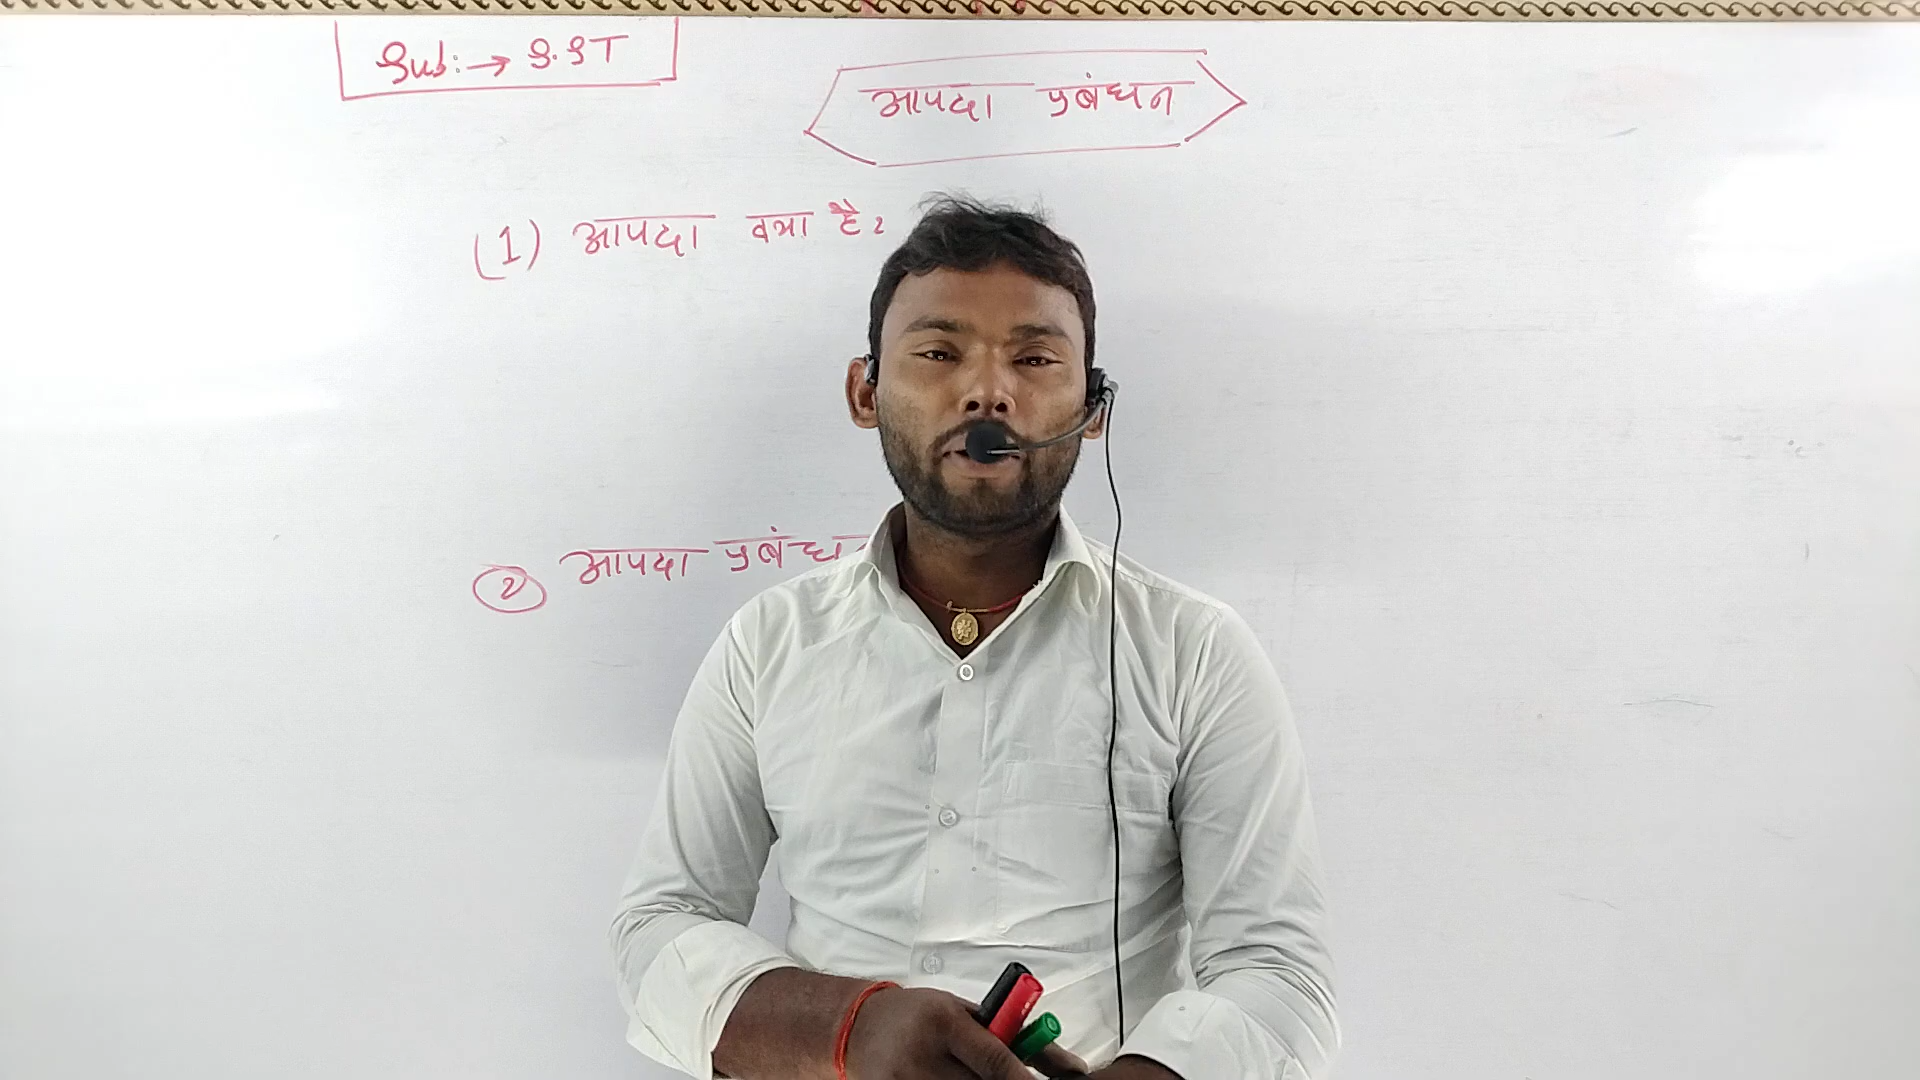 Sub:→ S.ST
आपदा प्रबंधन
(1) आपदा क्या है?
② आपदा प्रबंध